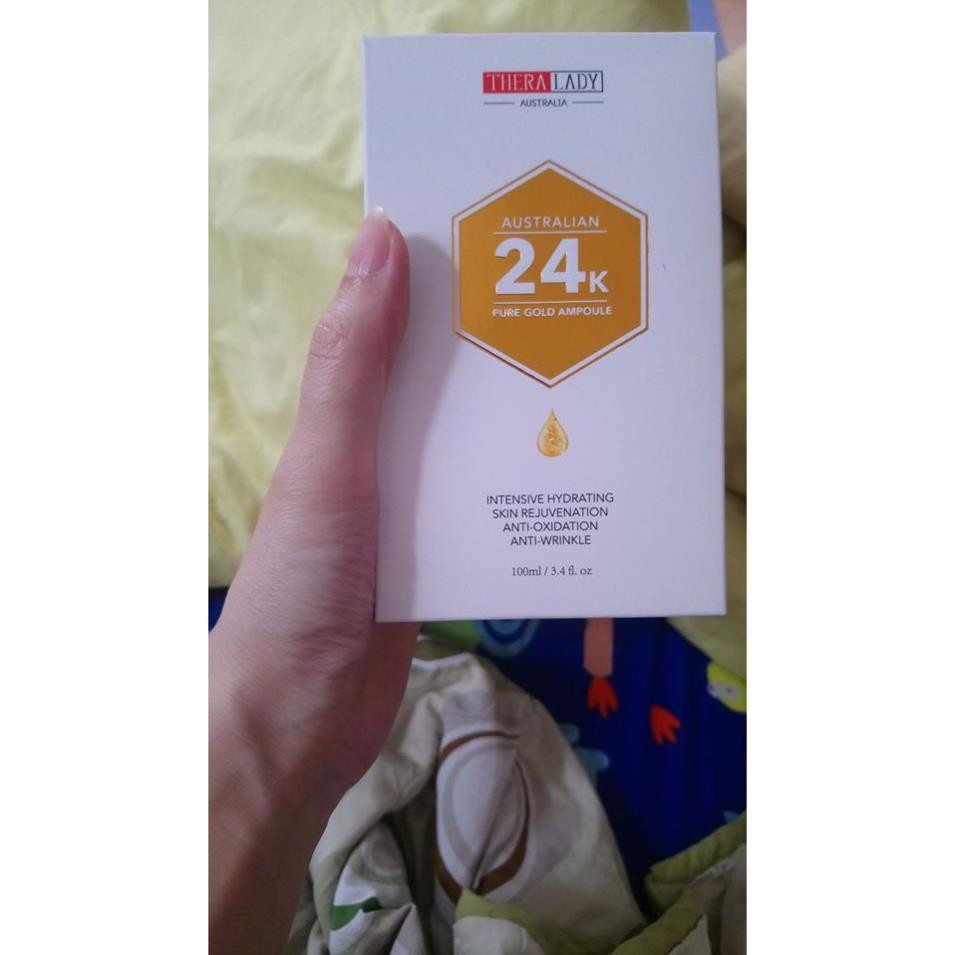 THERA LADY
AUSTRALIA
AUSTRALIAN
24K
PURE GOLD AMPOULE
INTENSIVE HYDRATING
SKIN REJUVENATION
ANTI-OXIDATION
ANTI-WRINKLE
100ml / 3.4 fl. oz